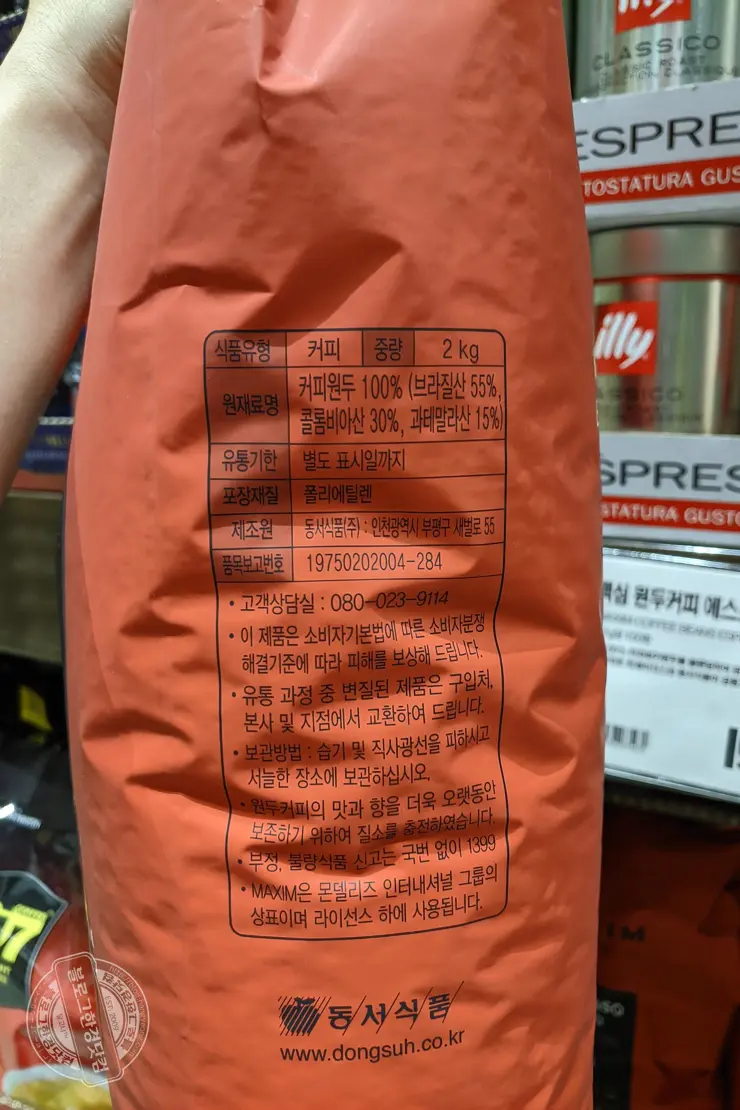 식품유형 커피 중량 2 kg
원재료명 커피원두 100% (브라질산 55%,
콜롬비아산 30%, 과테말라산 15%)
유통기한 별도 표시일까지
포장재질 폴리에틸렌
제조원 동서식품(주) : 인천광역시 부평구 새벌로 55
품목보고번호 19750202004-284
• 고객상담실 : 080-023-9114
• 이 제품은 소비자기본법에 따른 소비자분쟁
해결기준에 따라 피해를 보상해 드립니다.
• 유통 과정 중 변질된 제품은 구입처,
본사 및 지점에서 교환하여 드립니다.
• 보관방법 : 습기 및 직사광선을 피하시고
서늘한 장소에 보관하십시오.
• 원두커피의 맛과 향을 더욱 오랫동안
보존하기 위하여 질소를 충전하였습니다.
• 부정, 불량식품 신고는 국번 없이 1399
• MAXIM은 몬델리즈 인터내셔널 그룹의
상표이며 라이선스 하에 사용됩니다.
동서식품
www.dongsuh.co.kr
illy
CLASSICO
ESPRE
TOSTATURA GUS
illy
SPRES
TATURA GUSTO
맥심 원두커피 에스
블로그한경닷컴